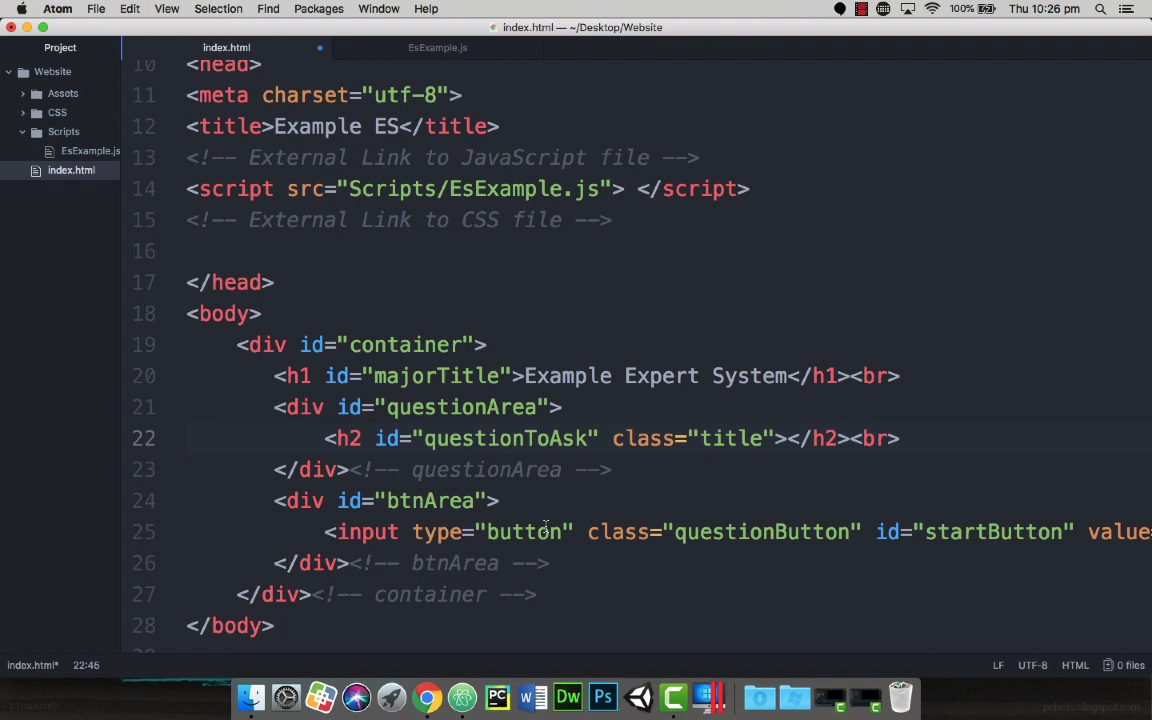 Atom File Edit View Selection Find Packages Window Help 100% Thu 10:26 pm
index.html — ~/Desktop/Website
Project index.html EsExample.js
Website
Assets
CSS
Scripts
EsExample.js
index.html
10 <head>
11 <meta charset="utf-8">
12 <title>Example ES</title>
13 <!-- External Link to JavaScript file -->
14 <script src="Scripts/EsExample.js"> </script>
15 <!-- External Link to CSS file -->
16
17 </head>
18 <body>
19 <div id="container">
20 <h1 id="majorTitle">Example Expert System</h1><br>
21 <div id="questionArea">
22 <h2 id="questionToAsk" class="title"></h2><br>
23 </div><!-- questionArea -->
24 <div id="btnArea">
25 <input type="button" class="questionButton" id="startButton" value=
26 </div><!-- btnArea -->
27 </div><!-- container -->
28 </body>
index.html* 22:45 LF UTF-8 HTML 0 files
PC W Dw Ps C
pcbots.blogspot.com